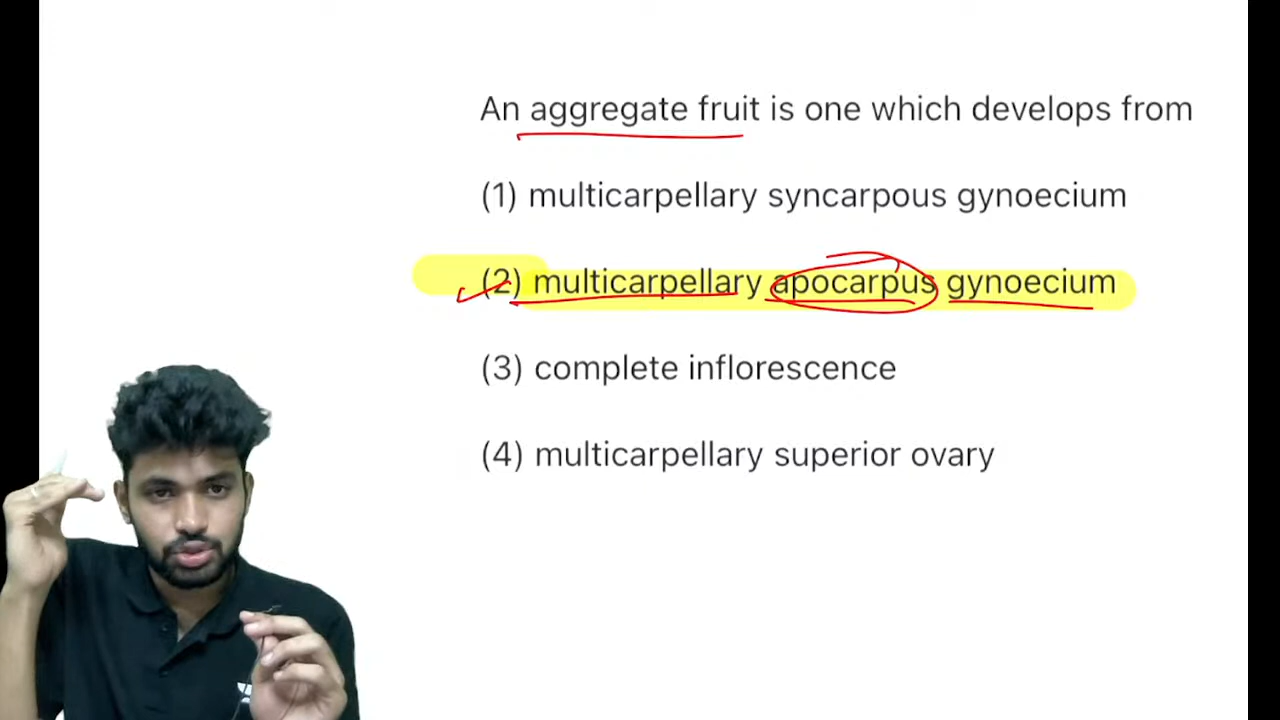 An aggregate fruit is one which develops from
(1) multicarpellary syncarpous gynoecium
(2) multicarpellary apocarpus gynoecium
(3) complete inflorescence
(4) multicarpellary superior ovary